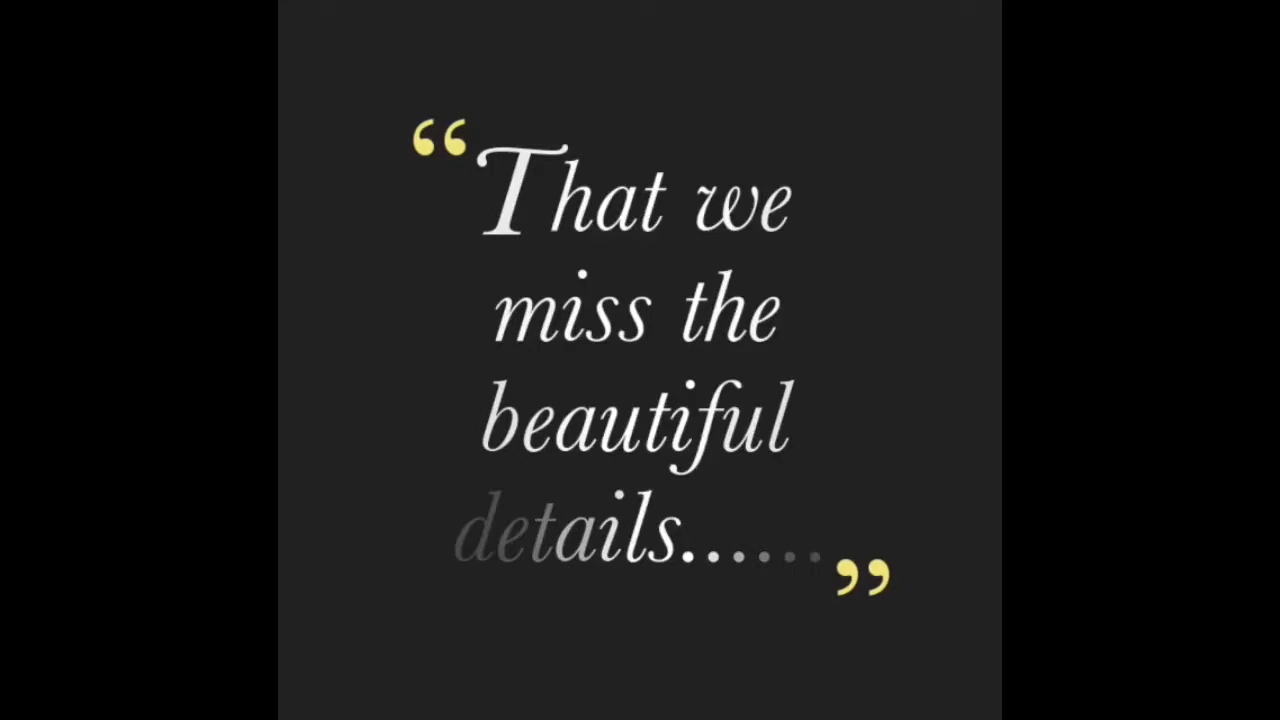 “That we
miss the
beautiful
details......”